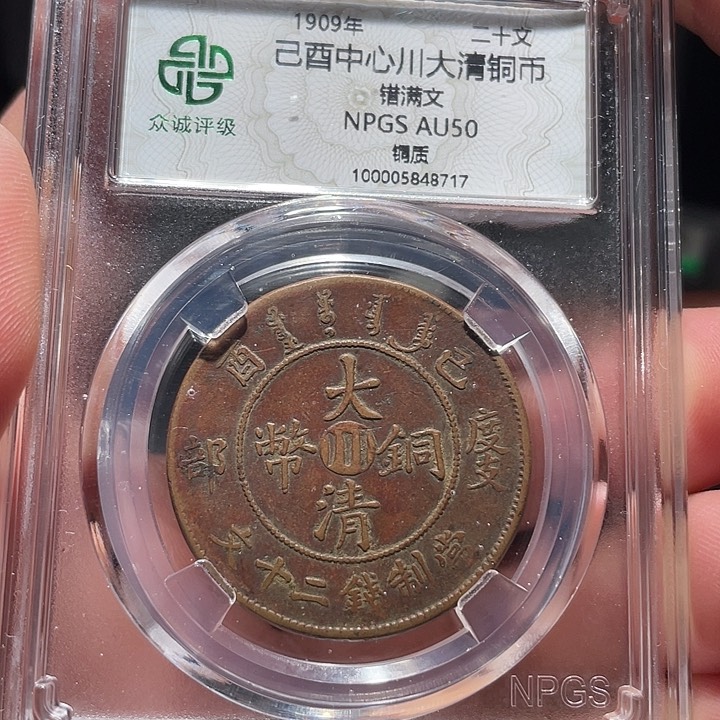 1909年 二十文
己酉中心川大清铜币
错满文
NPGS AU50
铜质
100005848717
众诚评级
己酉
度支部
大清銅幣
川
當制錢二十文
NPGS